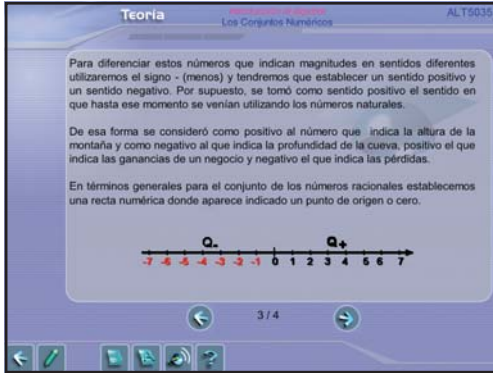 Teoría
Los Conjuntos Numéricos
ALT5035
Para diferenciar estos números que indican magnitudes en sentidos diferentes
utilizaremos el signo - (menos) y tendremos que establecer un sentido positivo y
un sentido negativo. Por supuesto, se tomó como sentido positivo el sentido en
que hasta ese momento se venían utilizando los números naturales.
De esa forma se consideró como positivo al número que indica la altura de la
montaña y como negativo al que indica la profundidad de la cueva, positivo el que
indica las ganancias de un negocio y negativo el que indica las pérdidas.
En términos generales para el conjunto de los números racionales establecemos
una recta numérica donde aparece indicado un punto de origen o cero.
Q- Q+
-7 -6 -5 -4 -3 -2 -1 0 1 2 3 4 5 6 7
3 / 4